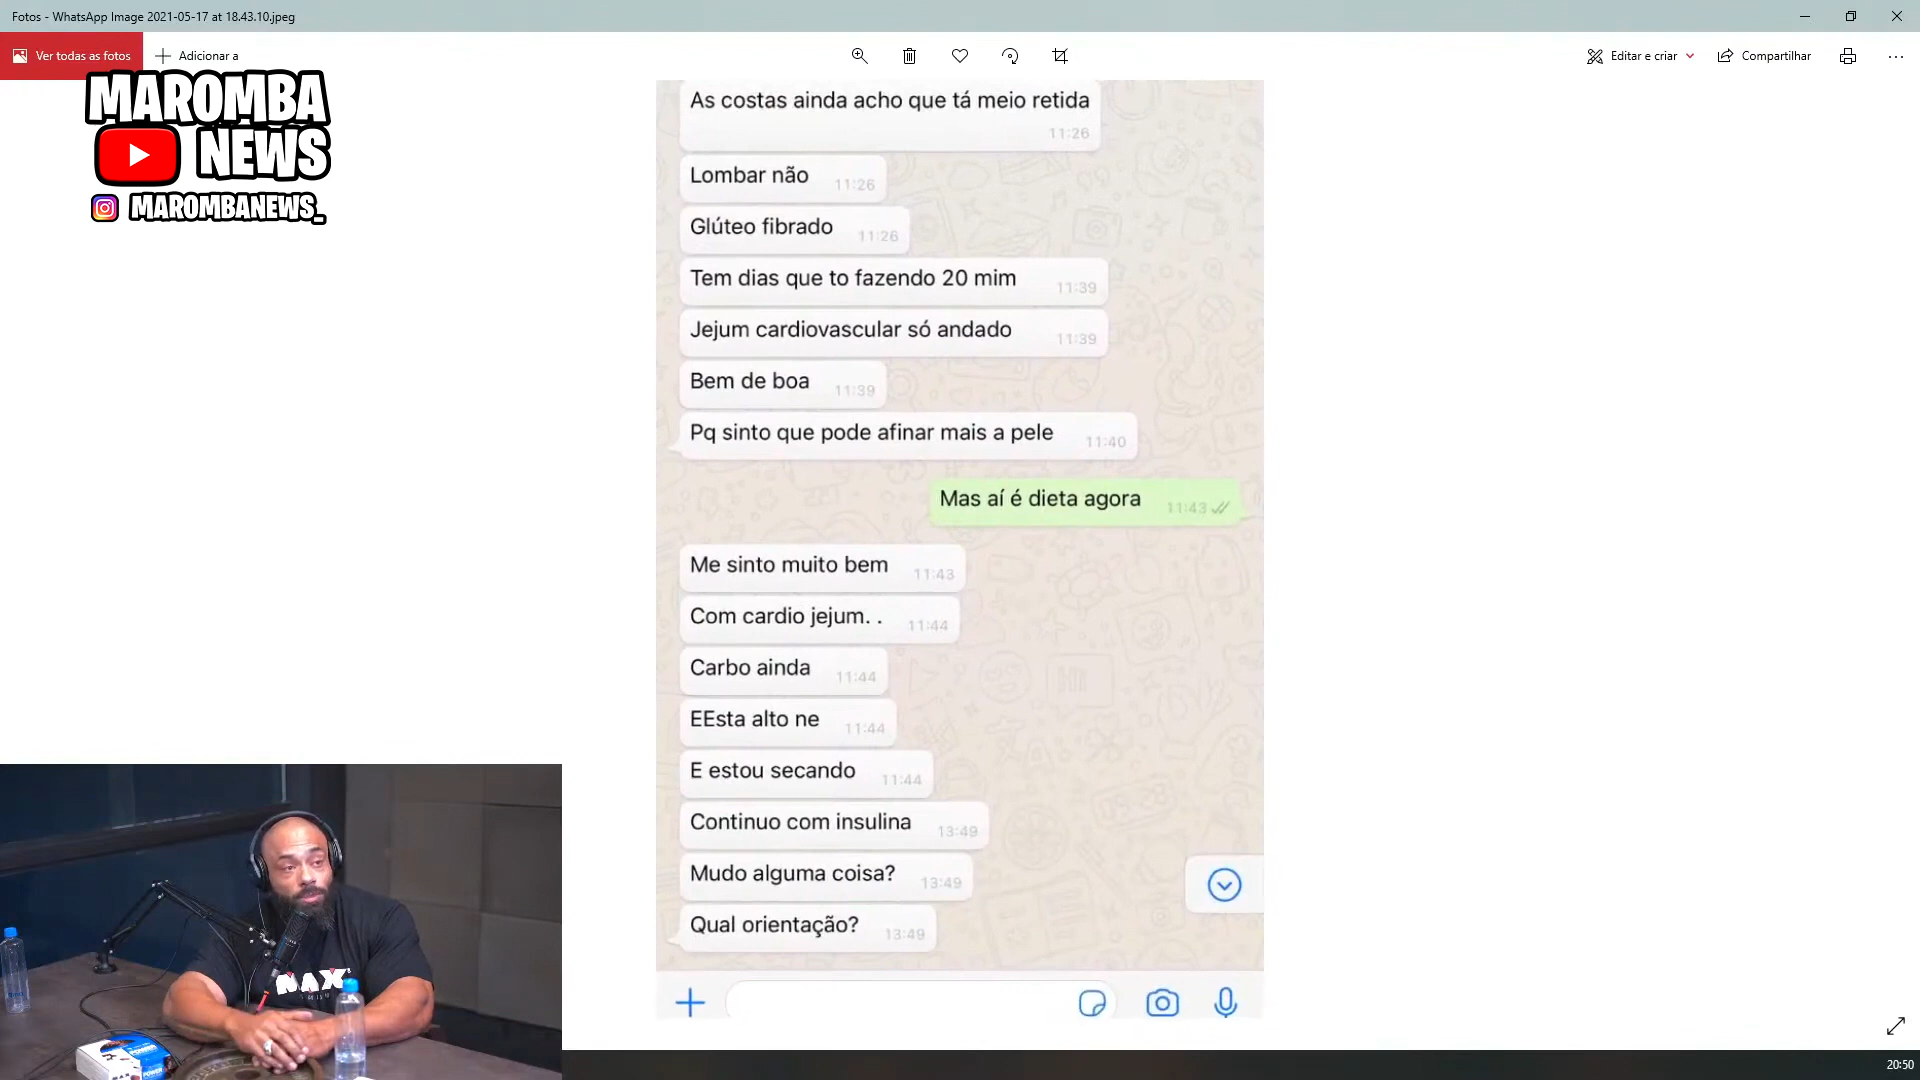 Fotos - WhatsApp Image 2021-05-17 at 18.43.10.jpeg
Ver todas as fotos
Adicionar a
Editar e criar
Compartilhar
MAROMBA
NEWS
MAROMBANEWS_
As costas ainda acho que tá meio retida
11:26
Lombar não 11:26
Glúteo fibrado 11:26
Tem dias que to fazendo 20 mim 11:39
Jejum cardiovascular só andado 11:39
Bem de boa 11:39
Pq sinto que pode afinar mais a pele 11:40
Mas aí é dieta agora 11:43
Me sinto muito bem 11:43
Com cardio jejum. . 11:44
Carbo ainda 11:44
EEsta alto ne 11:44
E estou secando 11:44
Continuo com insulina 13:49
Mudo alguma coisa? 13:49
Qual orientação? 13:49
MAX
20:50